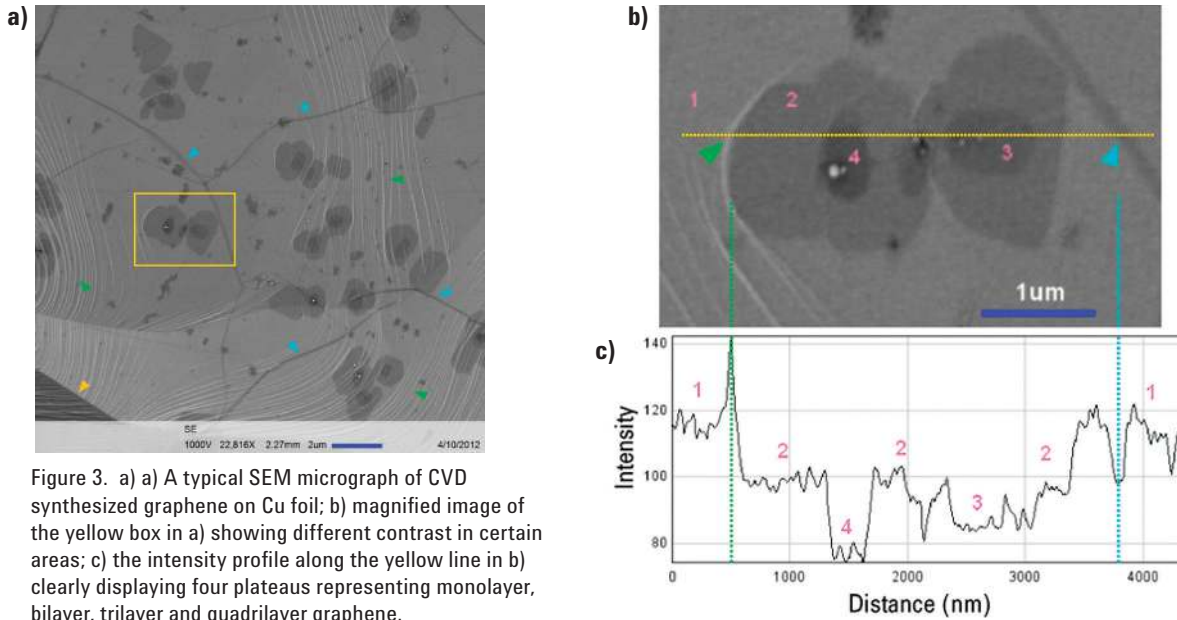 a)
SE
1000V 22,816X 2.27mm 2um 4/10/2012
Figure 3. a) a) A typical SEM micrograph of CVD
synthesized graphene on Cu foil; b) magnified image of
the yellow box in a) showing different contrast in certain
areas; c) the intensity profile along the yellow line in b)
clearly displaying four plateaus representing monolayer,
bilayer, trilayer and quadrilayer graphene.
b)
1
2
4
3
1um
c)
Intensity
140
120
100
80
1
2
4
2
3
2
1
0 1000 2000 3000 4000
Distance (nm)